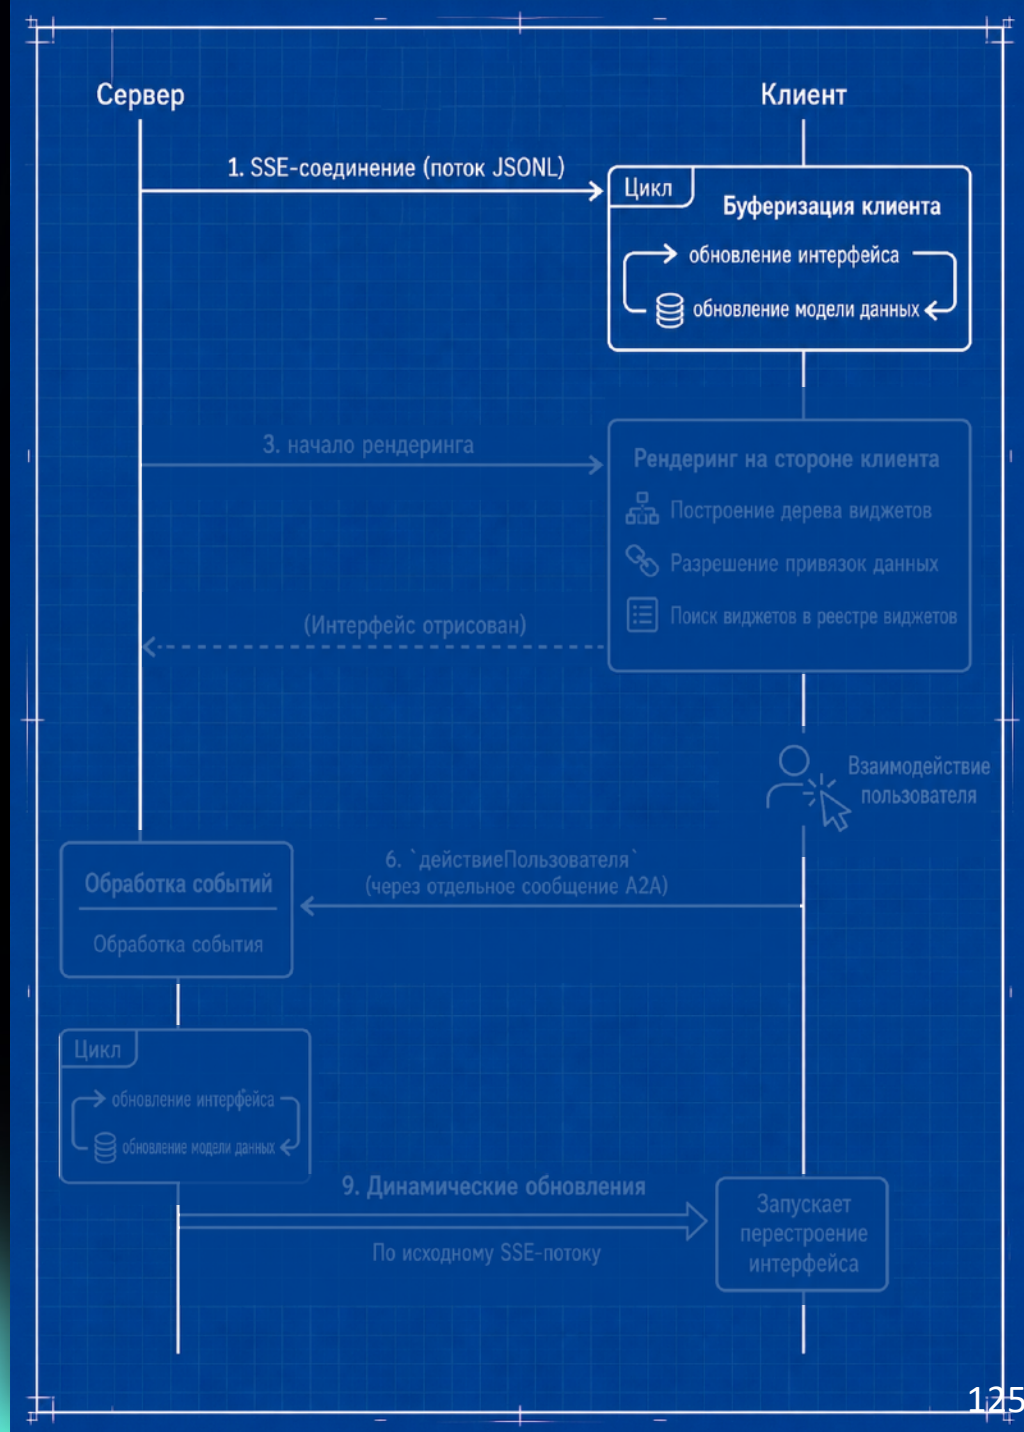 Сервер
Клиент
1. SSE-соединение (поток JSONL)
Цикл
Буферизация клиента
обновление интерфейса
обновление модели данных
3. начало рендеринга
Рендеринг на стороне клиента
Построение дерева виджетов
Разрешение привязок данных
Поиск виджетов в реестре виджетов
(Интерфейс отрисован)
Взаимодействие
пользователя
6. `действиеПользователя`
(через отдельное сообщение A2A)
Обработка событий
Обработка события
Цикл
обновление интерфейса
обновление модели данных
9. Динамические обновления
По исходному SSE-потоку
Запускает
перестроение
интерфейса
125